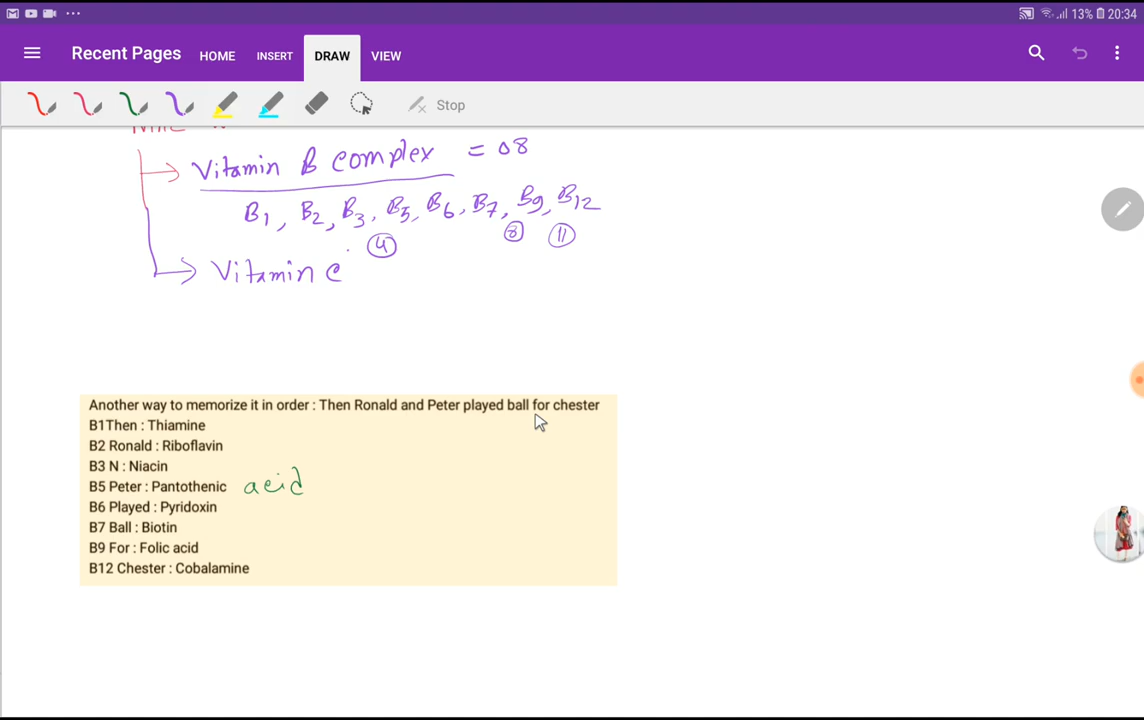 13% 20:34
Recent Pages HOME INSERT DRAW VIEW
Stop
Vitamin B complex = 08
B1, B2, B3, B5, B6, B7, B9, B12
4 8 11
Vitamin C
Another way to memorize it in order : Then Ronald and Peter played ball for chester
B1Then : Thiamine
B2 Ronald : Riboflavin
B3 N : Niacin
B5 Peter : Pantothenic acid
B6 Played : Pyridoxin
B7 Ball : Biotin
B9 For : Folic acid
B12 Chester : Cobalamine